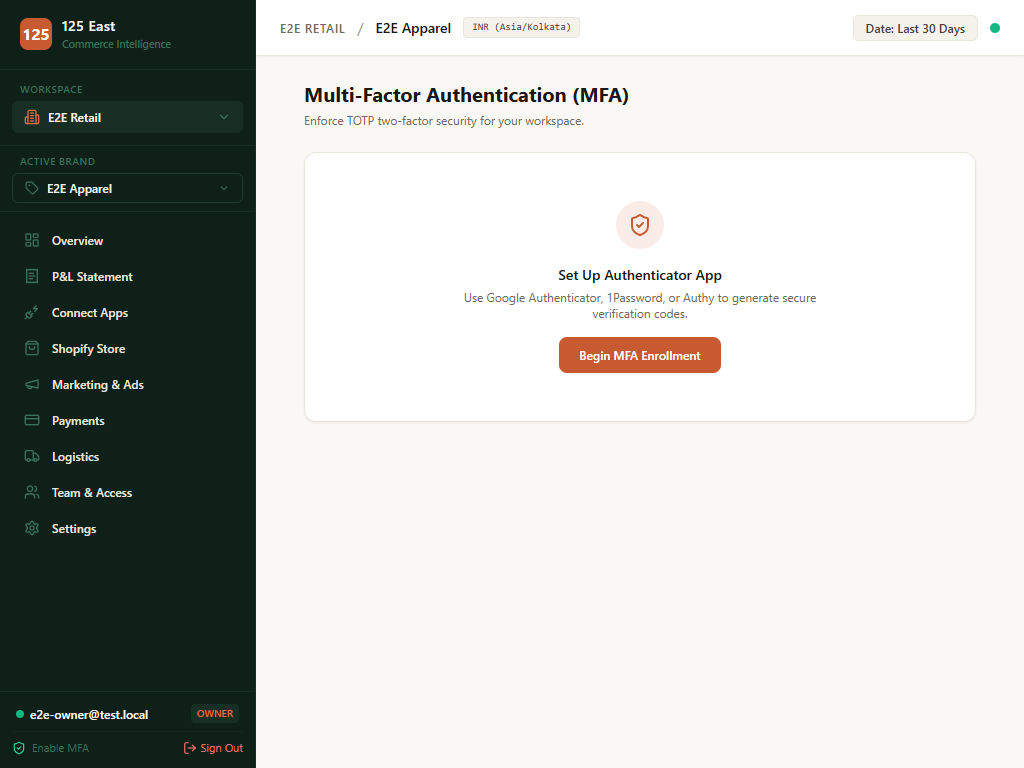 125
125 East
Commerce Intelligence
WORKSPACE
E2E Retail
ACTIVE BRAND
E2E Apparel
Overview
P&L Statement
Connect Apps
Shopify Store
Marketing & Ads
Payments
Logistics
Team & Access
Settings
e2e-owner@test.local
OWNER
Enable MFA
Sign Out
E2E RETAIL / E2E Apparel INR (Asia/Kolkata)
Date: Last 30 Days
Multi-Factor Authentication (MFA)
Enforce TOTP two-factor security for your workspace.
Set Up Authenticator App
Use Google Authenticator, 1Password, or Authy to generate secure
verification codes.
Begin MFA Enrollment